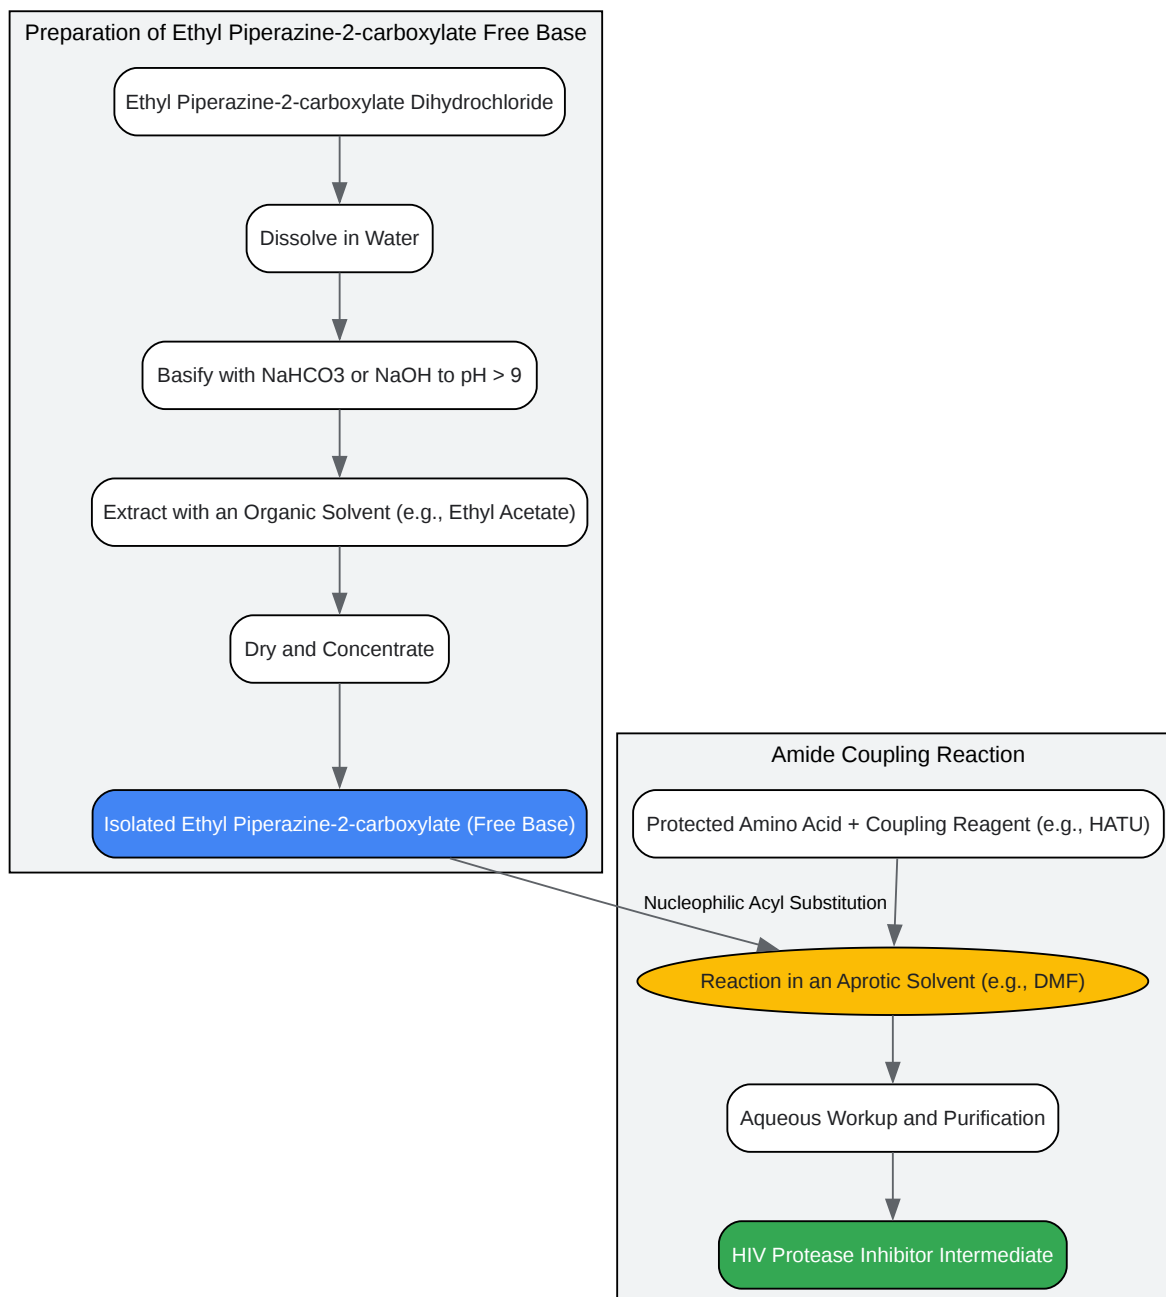 Preparation of Ethyl Piperazine-2-carboxylate Free Base
Ethyl Piperazine-2-carboxylate Dihydrochloride
Dissolve in Water
Basify with NaHCO3 or NaOH to pH > 9
Extract with an Organic Solvent (e.g., Ethyl Acetate)
Dry and Concentrate
Isolated Ethyl Piperazine-2-carboxylate (Free Base)
Amide Coupling Reaction
Protected Amino Acid + Coupling Reagent (e.g., HATU)
Nucleophilic Acyl Substitution
Reaction in an Aprotic Solvent (e.g., DMF)
Aqueous Workup and Purification
HIV Protease Inhibitor Intermediate